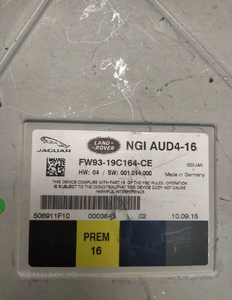 JAGUAR
LAND-
ROVER
NGI AUD4-16
FW93-19C164-CE
HW: 04 / SW: 001.014.000
Made in Germany
THIS DEVICE COMPLIES WITH PART 15 OF THE FCC RULES. OPERATION
IS SUBJECT TO THE CONDITION THAT THIS DEVICE DOES NOT CAUSE
HARMFUL INTERFERENCE
506911F10
02
10.09.15
PREM
16